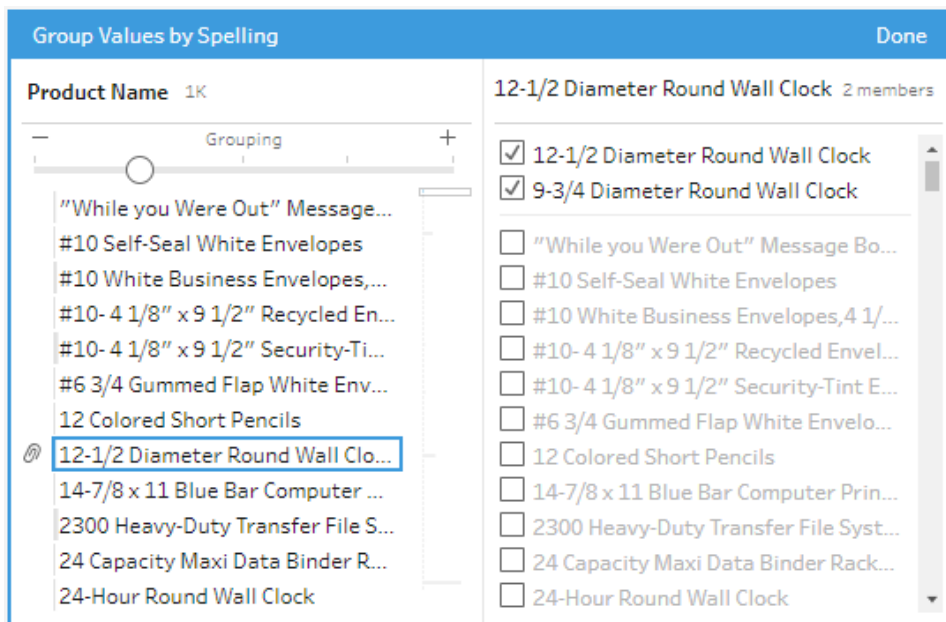 Group Values by Spelling
Done
Product Name 1K
− Grouping +
"While you Were Out" Message...
#10 Self-Seal White Envelopes
#10 White Business Envelopes,...
#10- 4 1/8" x 9 1/2" Recycled En...
#10- 4 1/8" x 9 1/2" Security-Ti...
#6 3/4 Gummed Flap White Env...
12 Colored Short Pencils
12-1/2 Diameter Round Wall Clo...
14-7/8 x 11 Blue Bar Computer ...
2300 Heavy-Duty Transfer File S...
24 Capacity Maxi Data Binder R...
24-Hour Round Wall Clock
12-1/2 Diameter Round Wall Clock 2 members
12-1/2 Diameter Round Wall Clock
9-3/4 Diameter Round Wall Clock
"While you Were Out" Message Bo...
#10 Self-Seal White Envelopes
#10 White Business Envelopes,4 1/...
#10- 4 1/8" x 9 1/2" Recycled Envel...
#10- 4 1/8" x 9 1/2" Security-Tint E...
#6 3/4 Gummed Flap White Envelo...
12 Colored Short Pencils
14-7/8 x 11 Blue Bar Computer Prin...
2300 Heavy-Duty Transfer File Syst...
24 Capacity Maxi Data Binder Rack...
24-Hour Round Wall Clock